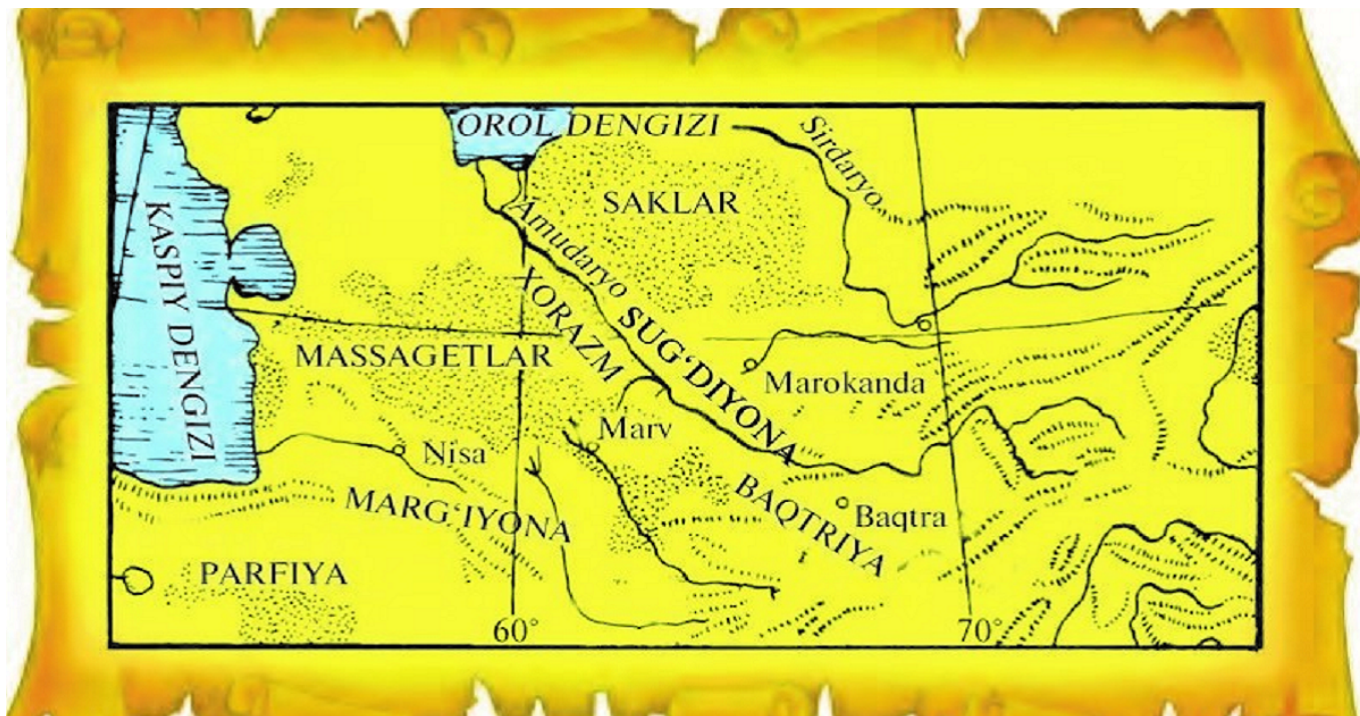 OROL DENGIZI
Sirdaryo
SAKLAR
KASPIY DENGIZI
Amudaryo
XORAZM
SUG‘DIYONA
MASSAGETLAR
Marokanda
Marv
Nisa
MARG‘IYONA
BAQTRIYA
Baqtra
PARFIYA
60°
70°